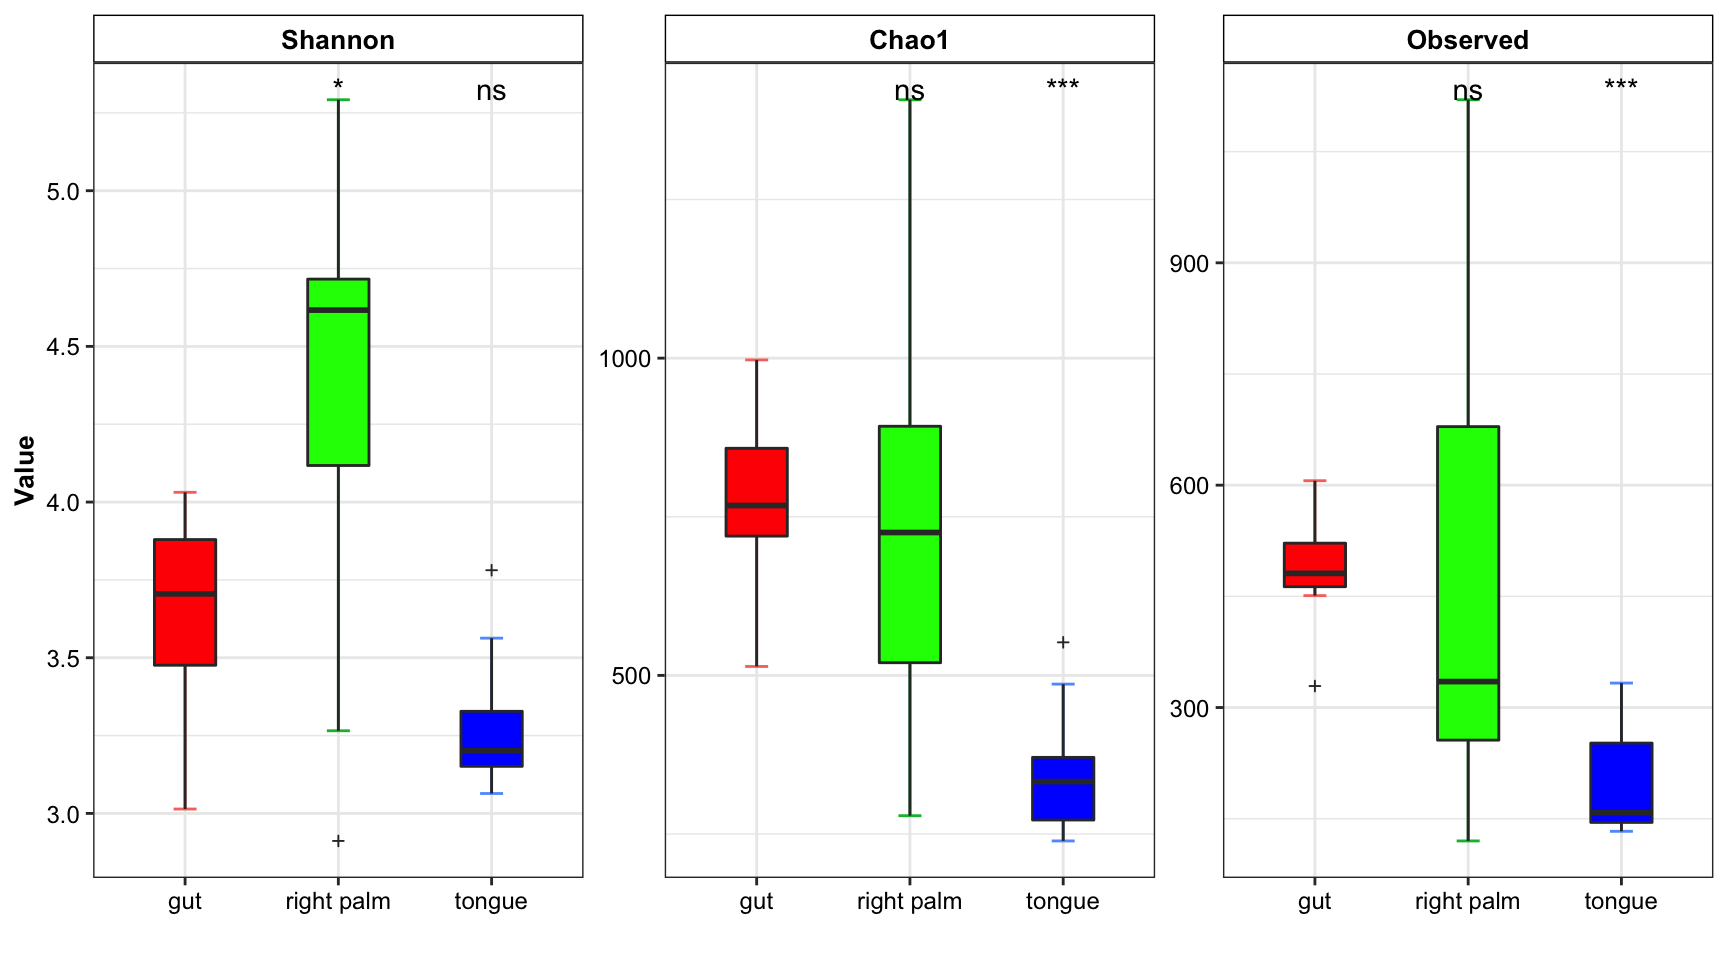 Shannon
Chao1
Observed
* ns
ns ***
ns ***
Value
5.0
4.5
4.0
3.5
3.0
1000
500
900
600
300
gut right palm tongue
gut right palm tongue
gut right palm tongue